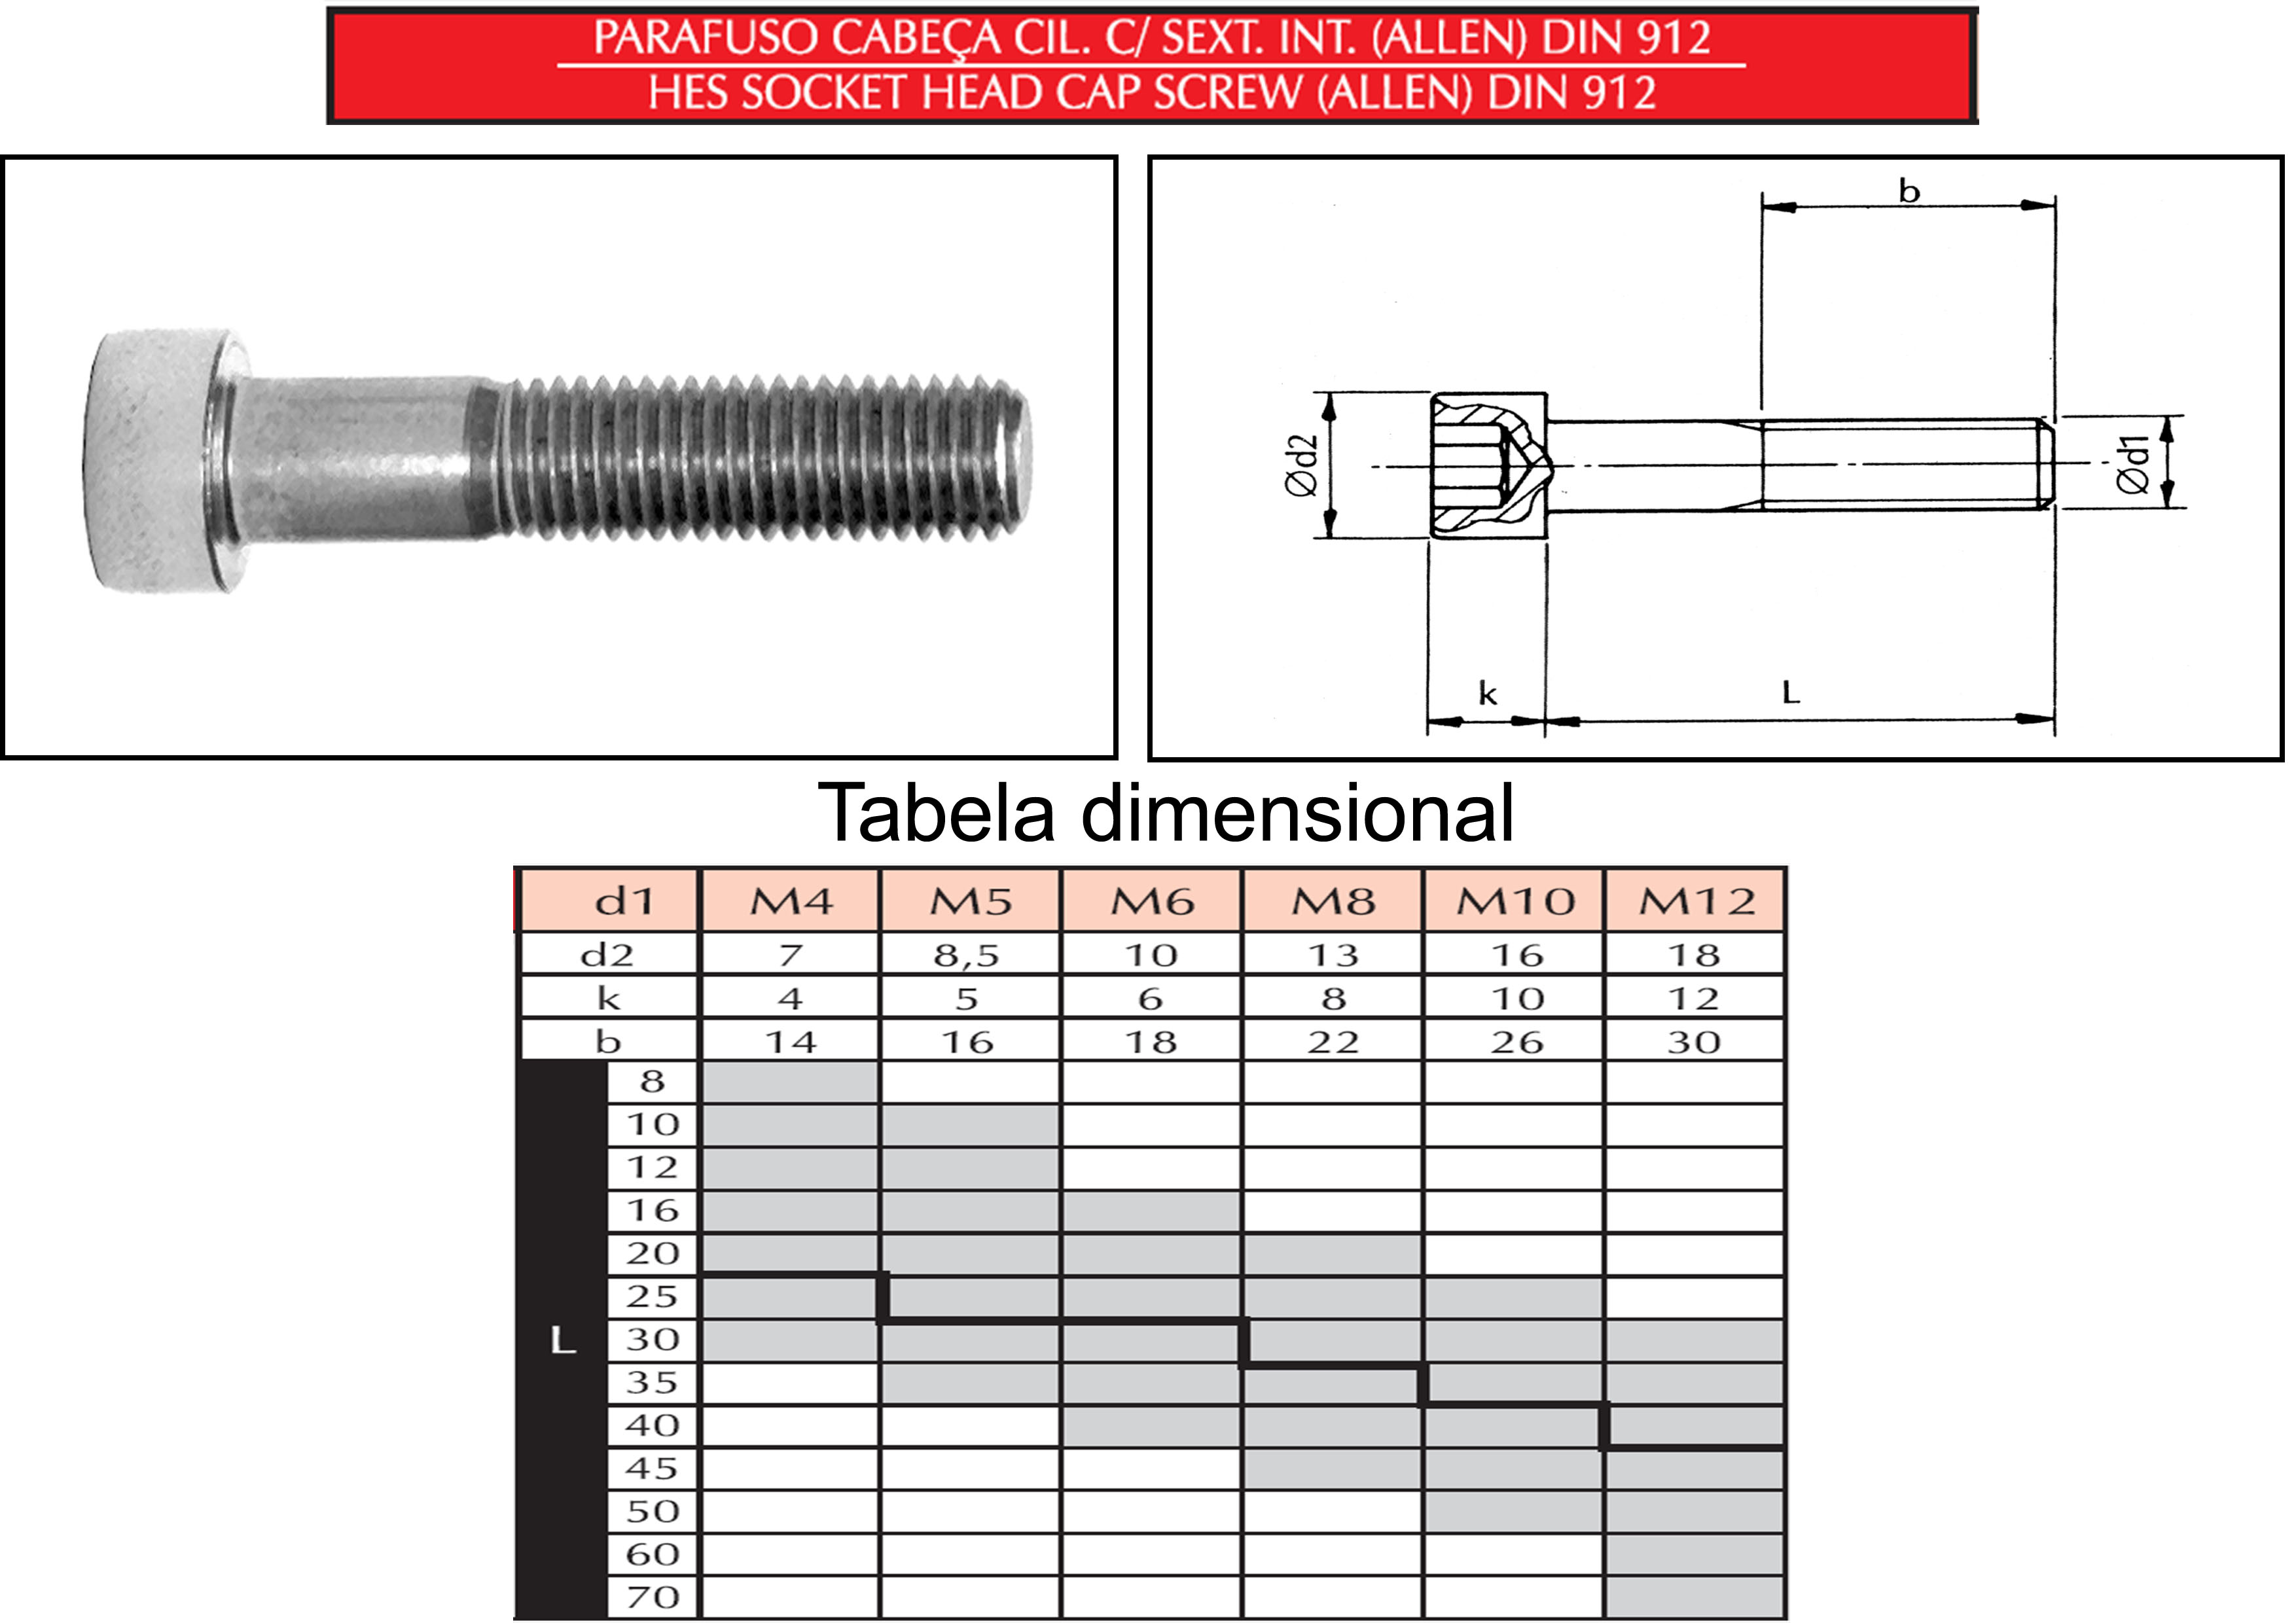 PARAFUSO CABEÇA CIL. C/ SEXT. INT. (ALLEN) DIN 912
HES SOCKET HEAD CAP SCREW (ALLEN) DIN 912
b
Ød2
Ød1
k
L
Tabela dimensional
d1 M4 M5 M6 M8 M10 M12
d2 7 8,5 10 13 16 18
k 4 5 6 8 10 12
b 14 16 18 22 26 30
8
10
12
16
20
25
L 30
35
40
45
50
60
70